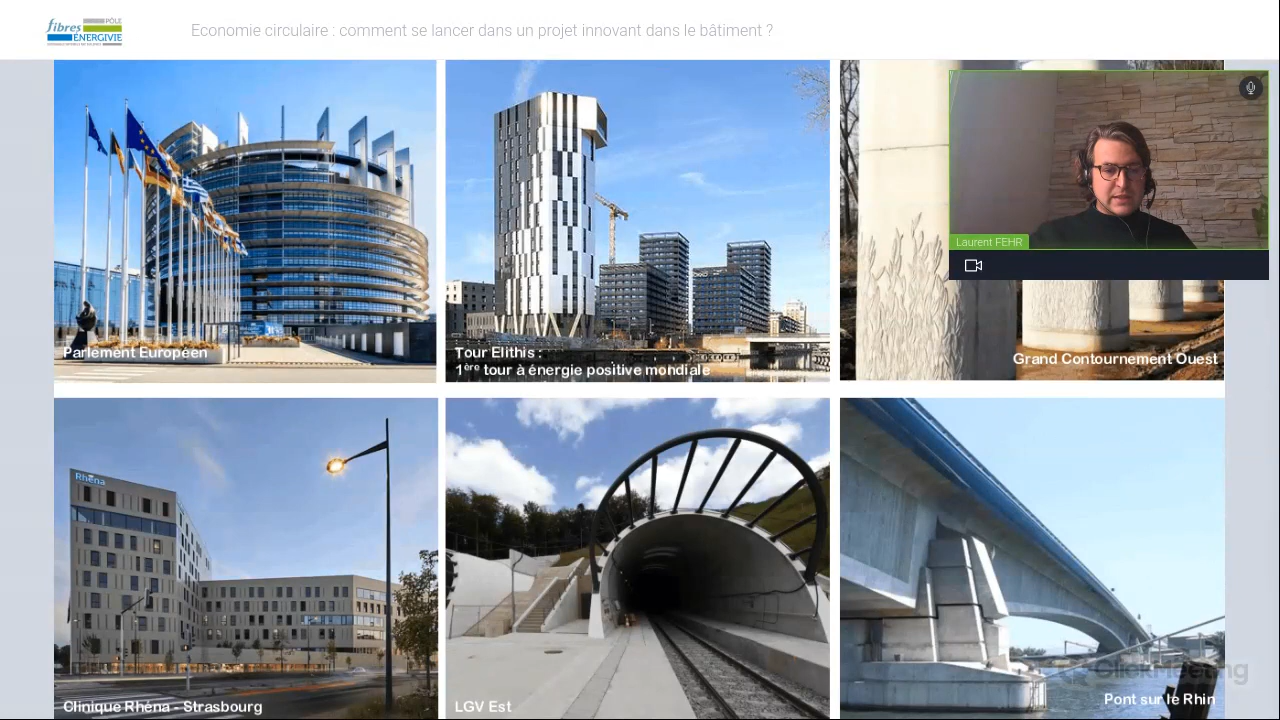 fibres
PÔLE
ÉNERGIVIE
Economie circulaire : comment se lancer dans un projet innovant dans le bâtiment ?
Laurent FEHR
Parlement Européen
Tour Elithis :
1ère tour à énergie positive mondiale
Grand Contournement Ouest
Rhéna
Clinique Rhéna - Strasbourg
LGV Est
Pont sur le Rhin
ClickMeeting